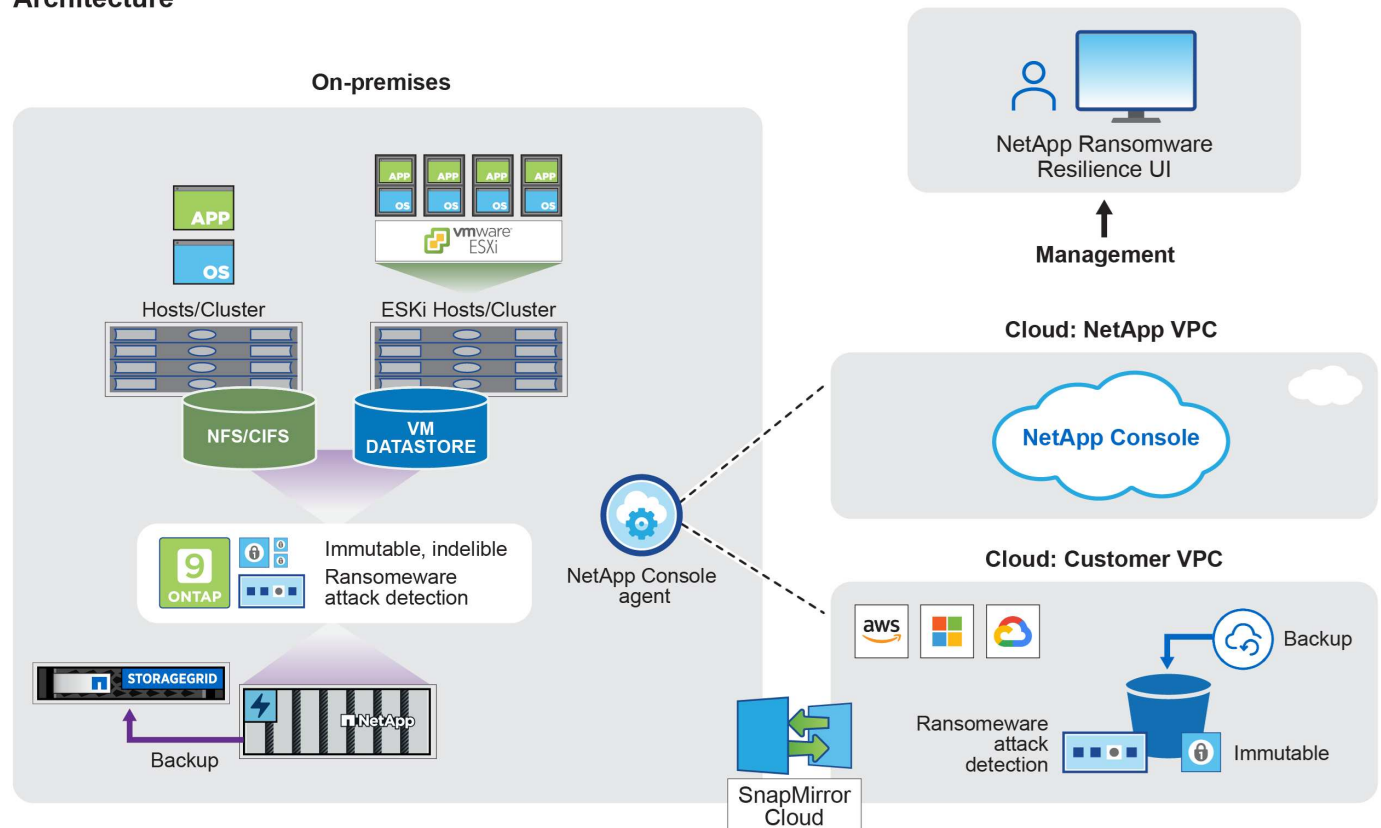 Architecture
On-premises
APP
OS
APP APP APP APP
OS OS OS OS
vmware
ESXi
Hosts/Cluster
ESKi Hosts/Cluster
NFS/CIFS
VM
DATASTORE
9
ONTAP
Immutable, indelible
Ransomeware
attack detection
STORAGEGRID
NetApp
Backup
NetApp Console
agent
NetApp Ransomware
Resilience UI
Management
Cloud: NetApp VPC
NetApp Console
Cloud: Customer VPC
aws
Backup
Ransomeware
attack
detection
Immutable
SnapMirror
Cloud